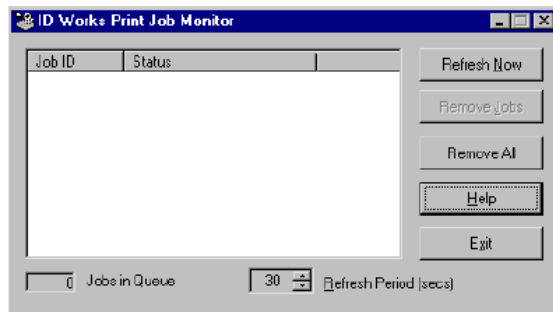 ID Works Print Job Monitor
Job ID Status
Refresh Now
Remove Jobs
Remove All
Help
Exit
0 Jobs in Queue 30 Refresh Period (secs)